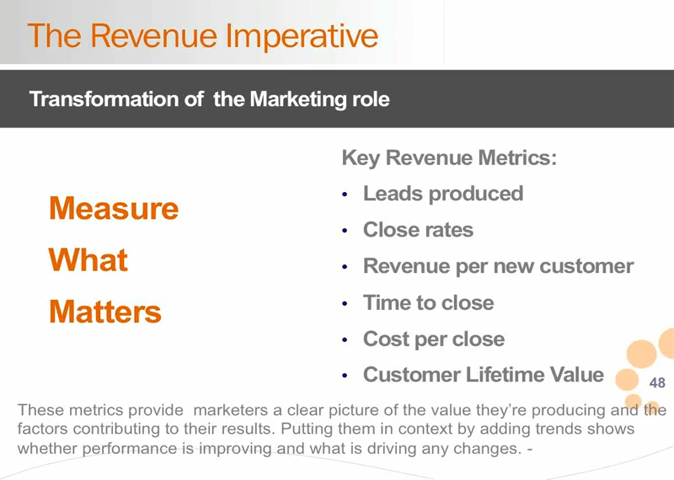 The Revenue Imperative
Transformation of the Marketing role
Measure
What
Matters
Key Revenue Metrics:
• Leads produced
• Close rates
• Revenue per new customer
• Time to close
• Cost per close
• Customer Lifetime Value
48
These metrics provide marketers a clear picture of the value they're producing and the
factors contributing to their results. Putting them in context by adding trends shows
whether performance is improving and what is driving any changes. -